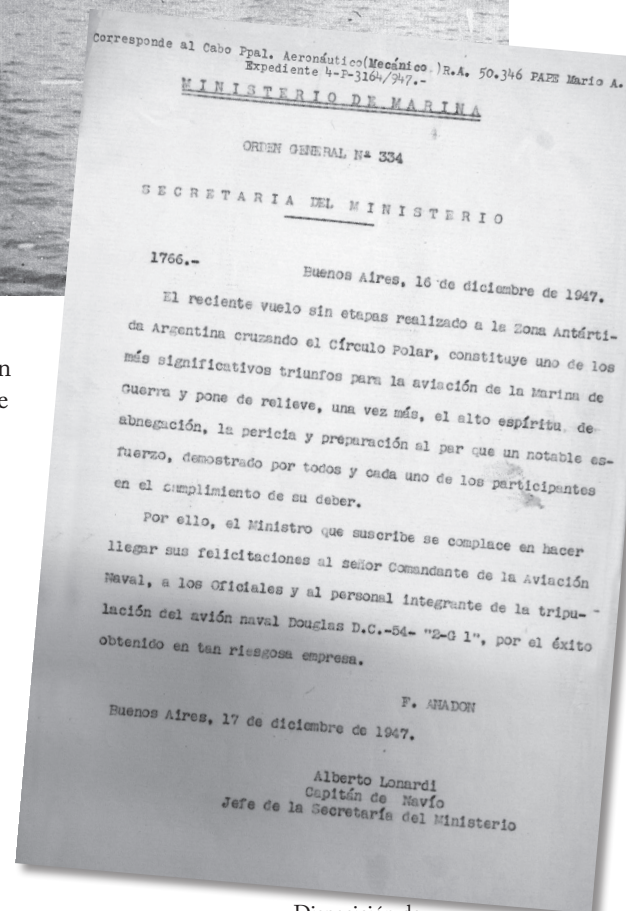 Corresponde al Cabo Ppal. Aeronáutico(Mecánico )R.A. 50.346 PAPE Mario A.
Expediente 4-P-3164/947.-
MINISTERIO DE MARINA
ORDEN GENERAL Nª 334
SECRETARIA DEL MINISTERIO
1766.-
Buenos Aires, 16 de diciembre de 1947.
El reciente vuelo sin etapas realizado a la Zona Antárti-
da Argentina cruzando el Círculo Polar, constituye uno de los
más significativos triunfos para la aviación de la Marina de
Guerra y pone de relieve, una vez más, el alto espíritu de
abnegación, la pericia y preparación al par que un notable es-
fuerzo, demostrado por todos y cada uno de los participantes
en el cumplimiento de su deber.
Por ello, el Ministro que suscribe se complace en hacer
llegar sus felicitaciones al señor Comandante de la Aviación
Naval, a los Oficiales y al personal integrante de la tripu-
lación del avión naval Douglas D.C.-54- "2-G 1", por el éxito
obtenido en tan riesgosa empresa.
F. ANADON
Buenos Aires, 17 de diciembre de 1947.
Alberto Lonardi
Capitán de Navío
Jefe de la Secretaría del Ministerio
n
e
Disposición de